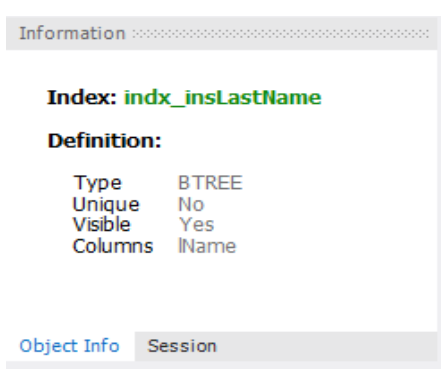 Information
Index: indx_insLastName
Definition:
Type BTREE
Unique No
Visible Yes
Columns lName
Object Info Session